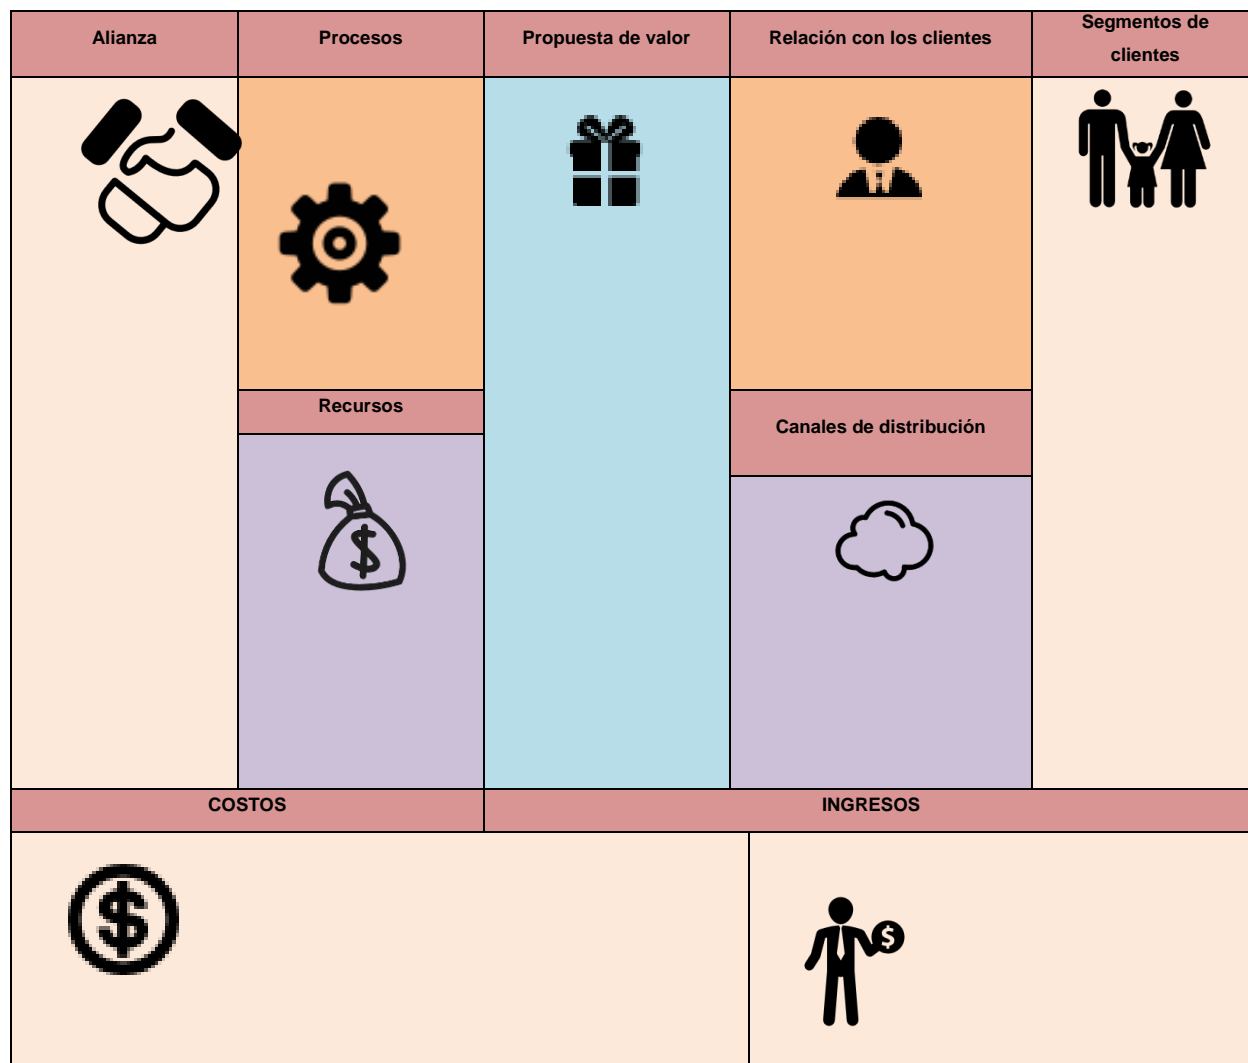 Alianza
Procesos
Propuesta de valor
Relación con los clientes
Segmentos de
clientes
Recursos
$
Canales de distribución
COSTOS
INGRESOS
$
$